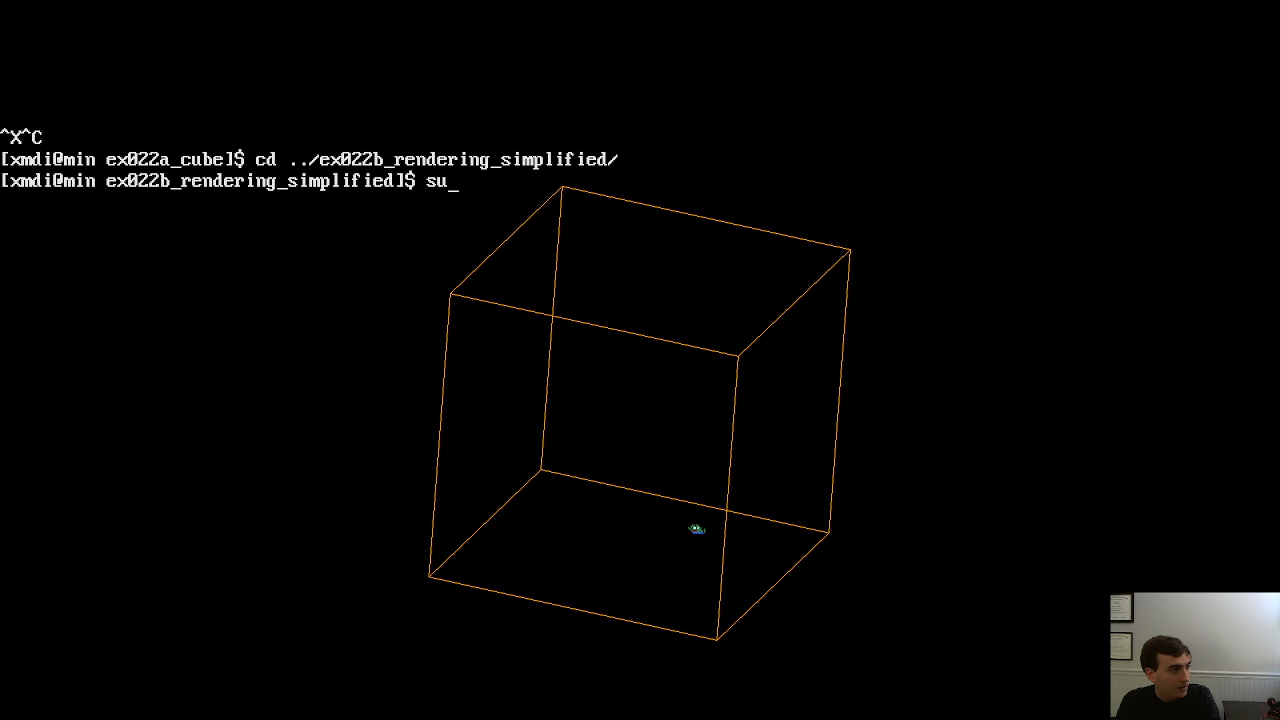 ^X^C
[xmdi@min ex022a_cube]$ cd ../ex022b_rendering_simplified/
[xmdi@min ex022b_rendering_simplified]$ su_